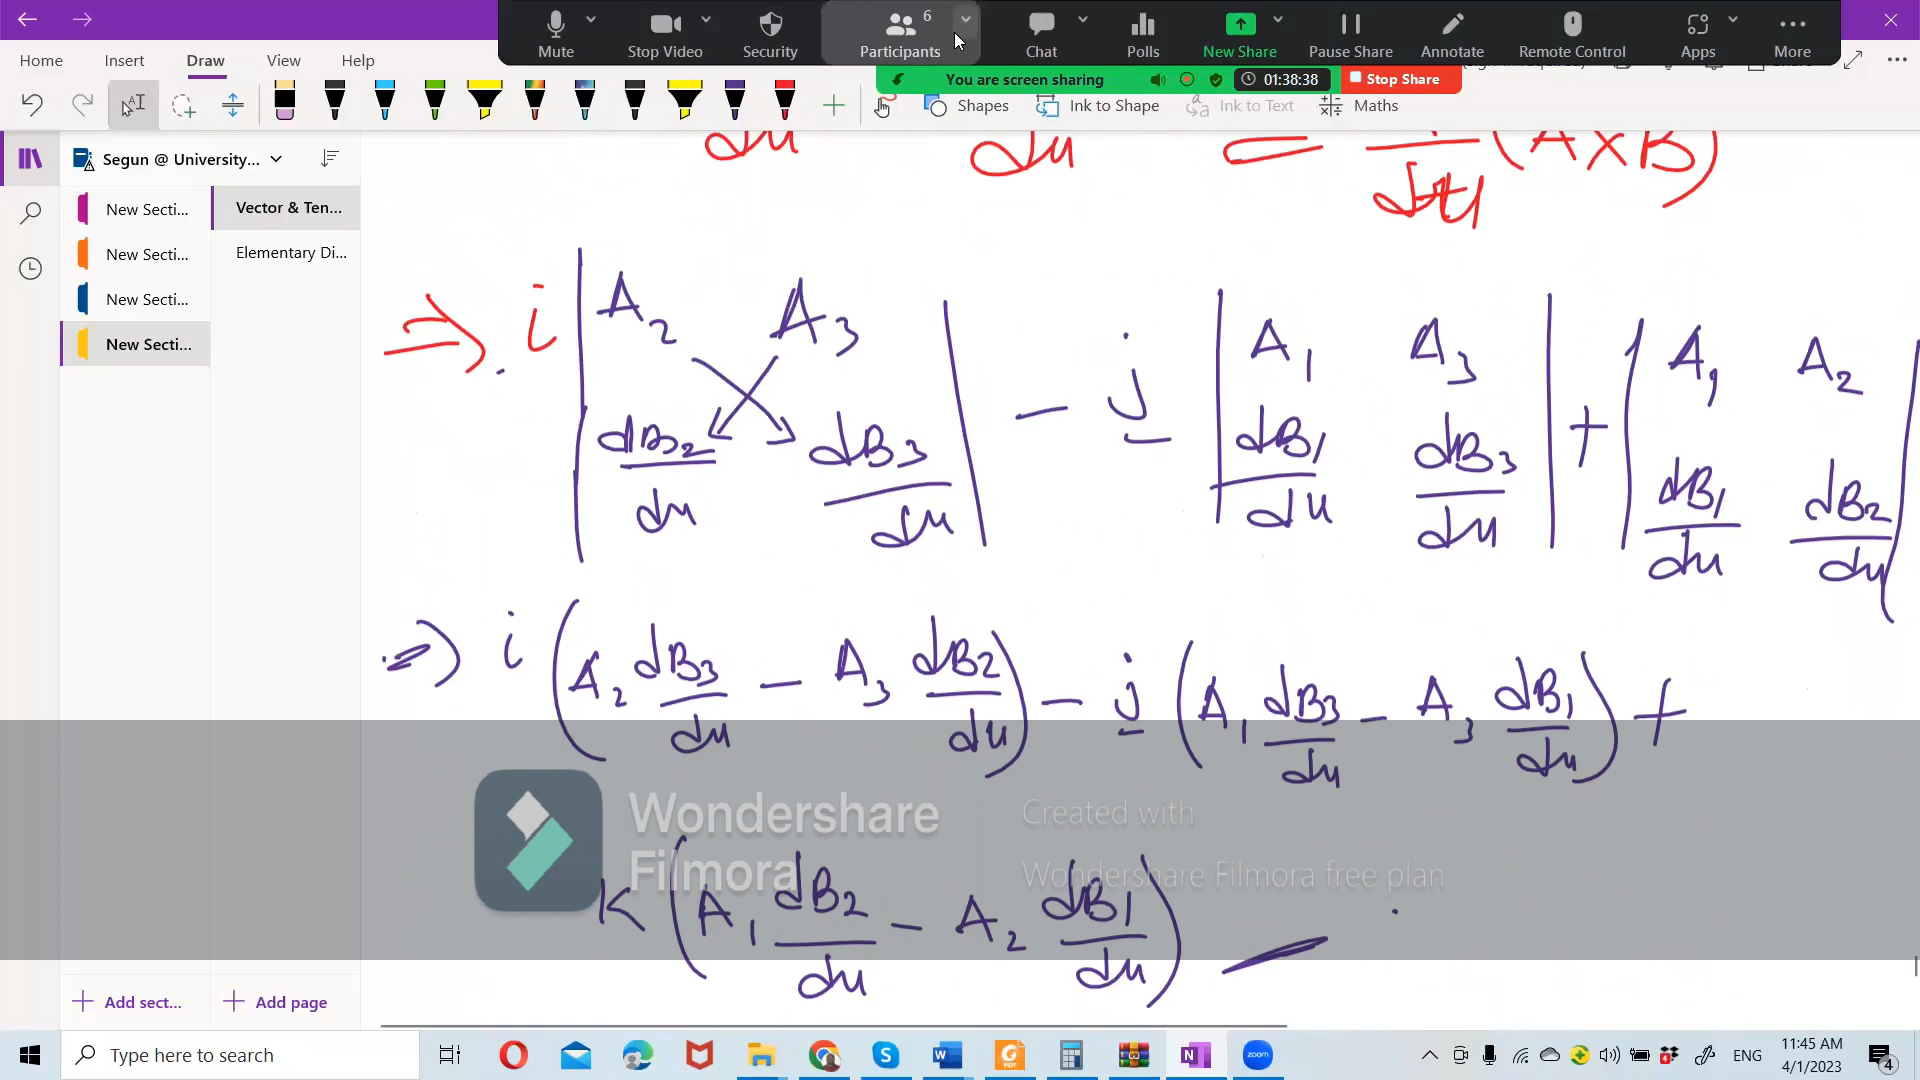 6
Mute
Stop Video
Security
Participants
Chat
Polls
New Share
Pause Share
Annotate
Remote Control
Apps
More
You are screen sharing
01:38:38
Stop Share
Home
Insert
Draw
View
Help
Shapes
Ink to Shape
Ink to Text
Maths
Segun @ University...
New Secti...
New Secti...
New Secti...
New Secti...
Vector & Ten...
Elementary Di...
du du = (A×B)
⇒ i | A₂ A₃ | - j | A₁ A₃ | + | A₁ A₂ |
dB₂/du dB₃/du dB₁/du dB₃/du dB₁/du dB₂/du
⇒ i (A₂ dB₃/du - A₃ dB₂/du) - j (A₁ dB₃/du - A₃ dB₁/du) +
K (A₁ dB₂/du - A₂ dB₁/du)
Wondershare
Filmora
Created with
Wondershare Filmora free plan
Add sect...
Add page
Type here to search
W
N
zoom
ENG
11:45 AM
4/1/2023
4